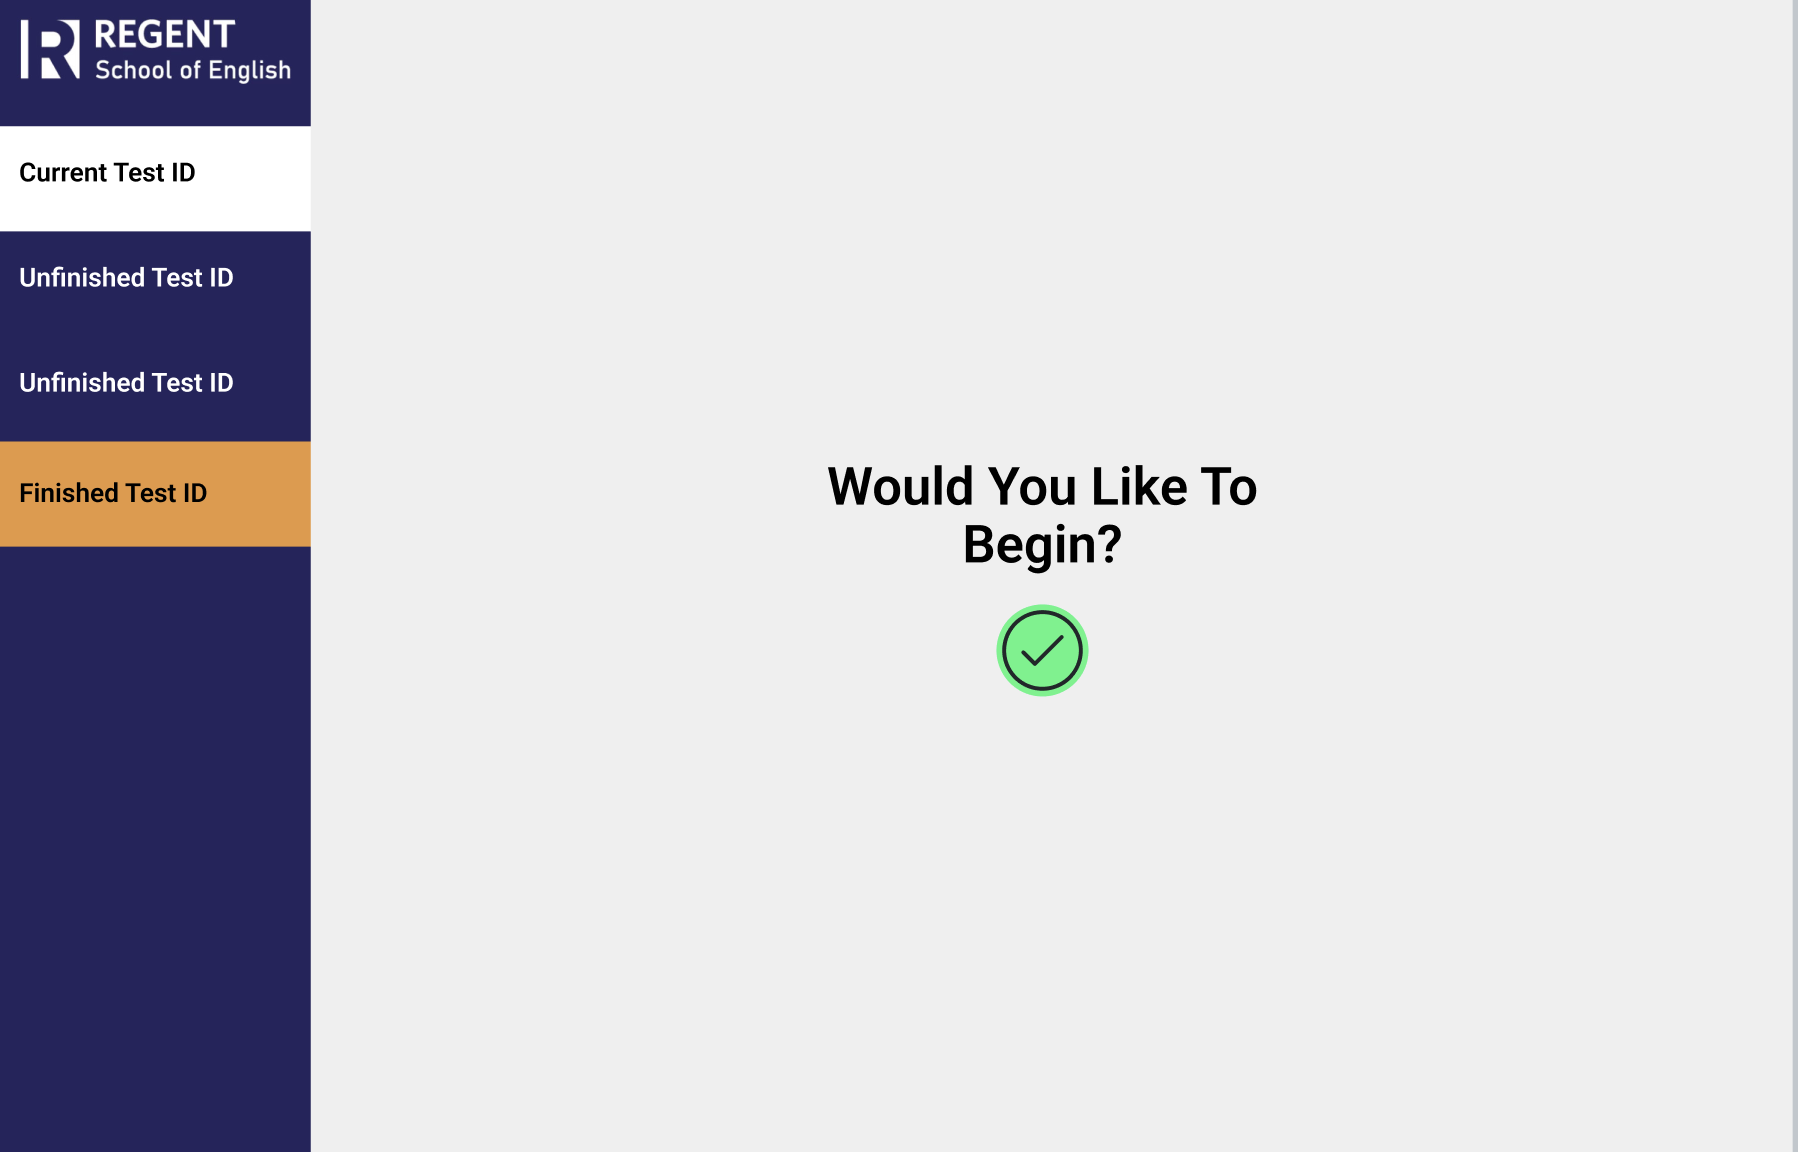 REGENT
School of English
Current Test ID
Unfinished Test ID
Unfinished Test ID
Finished Test ID
Would You Like To
Begin?